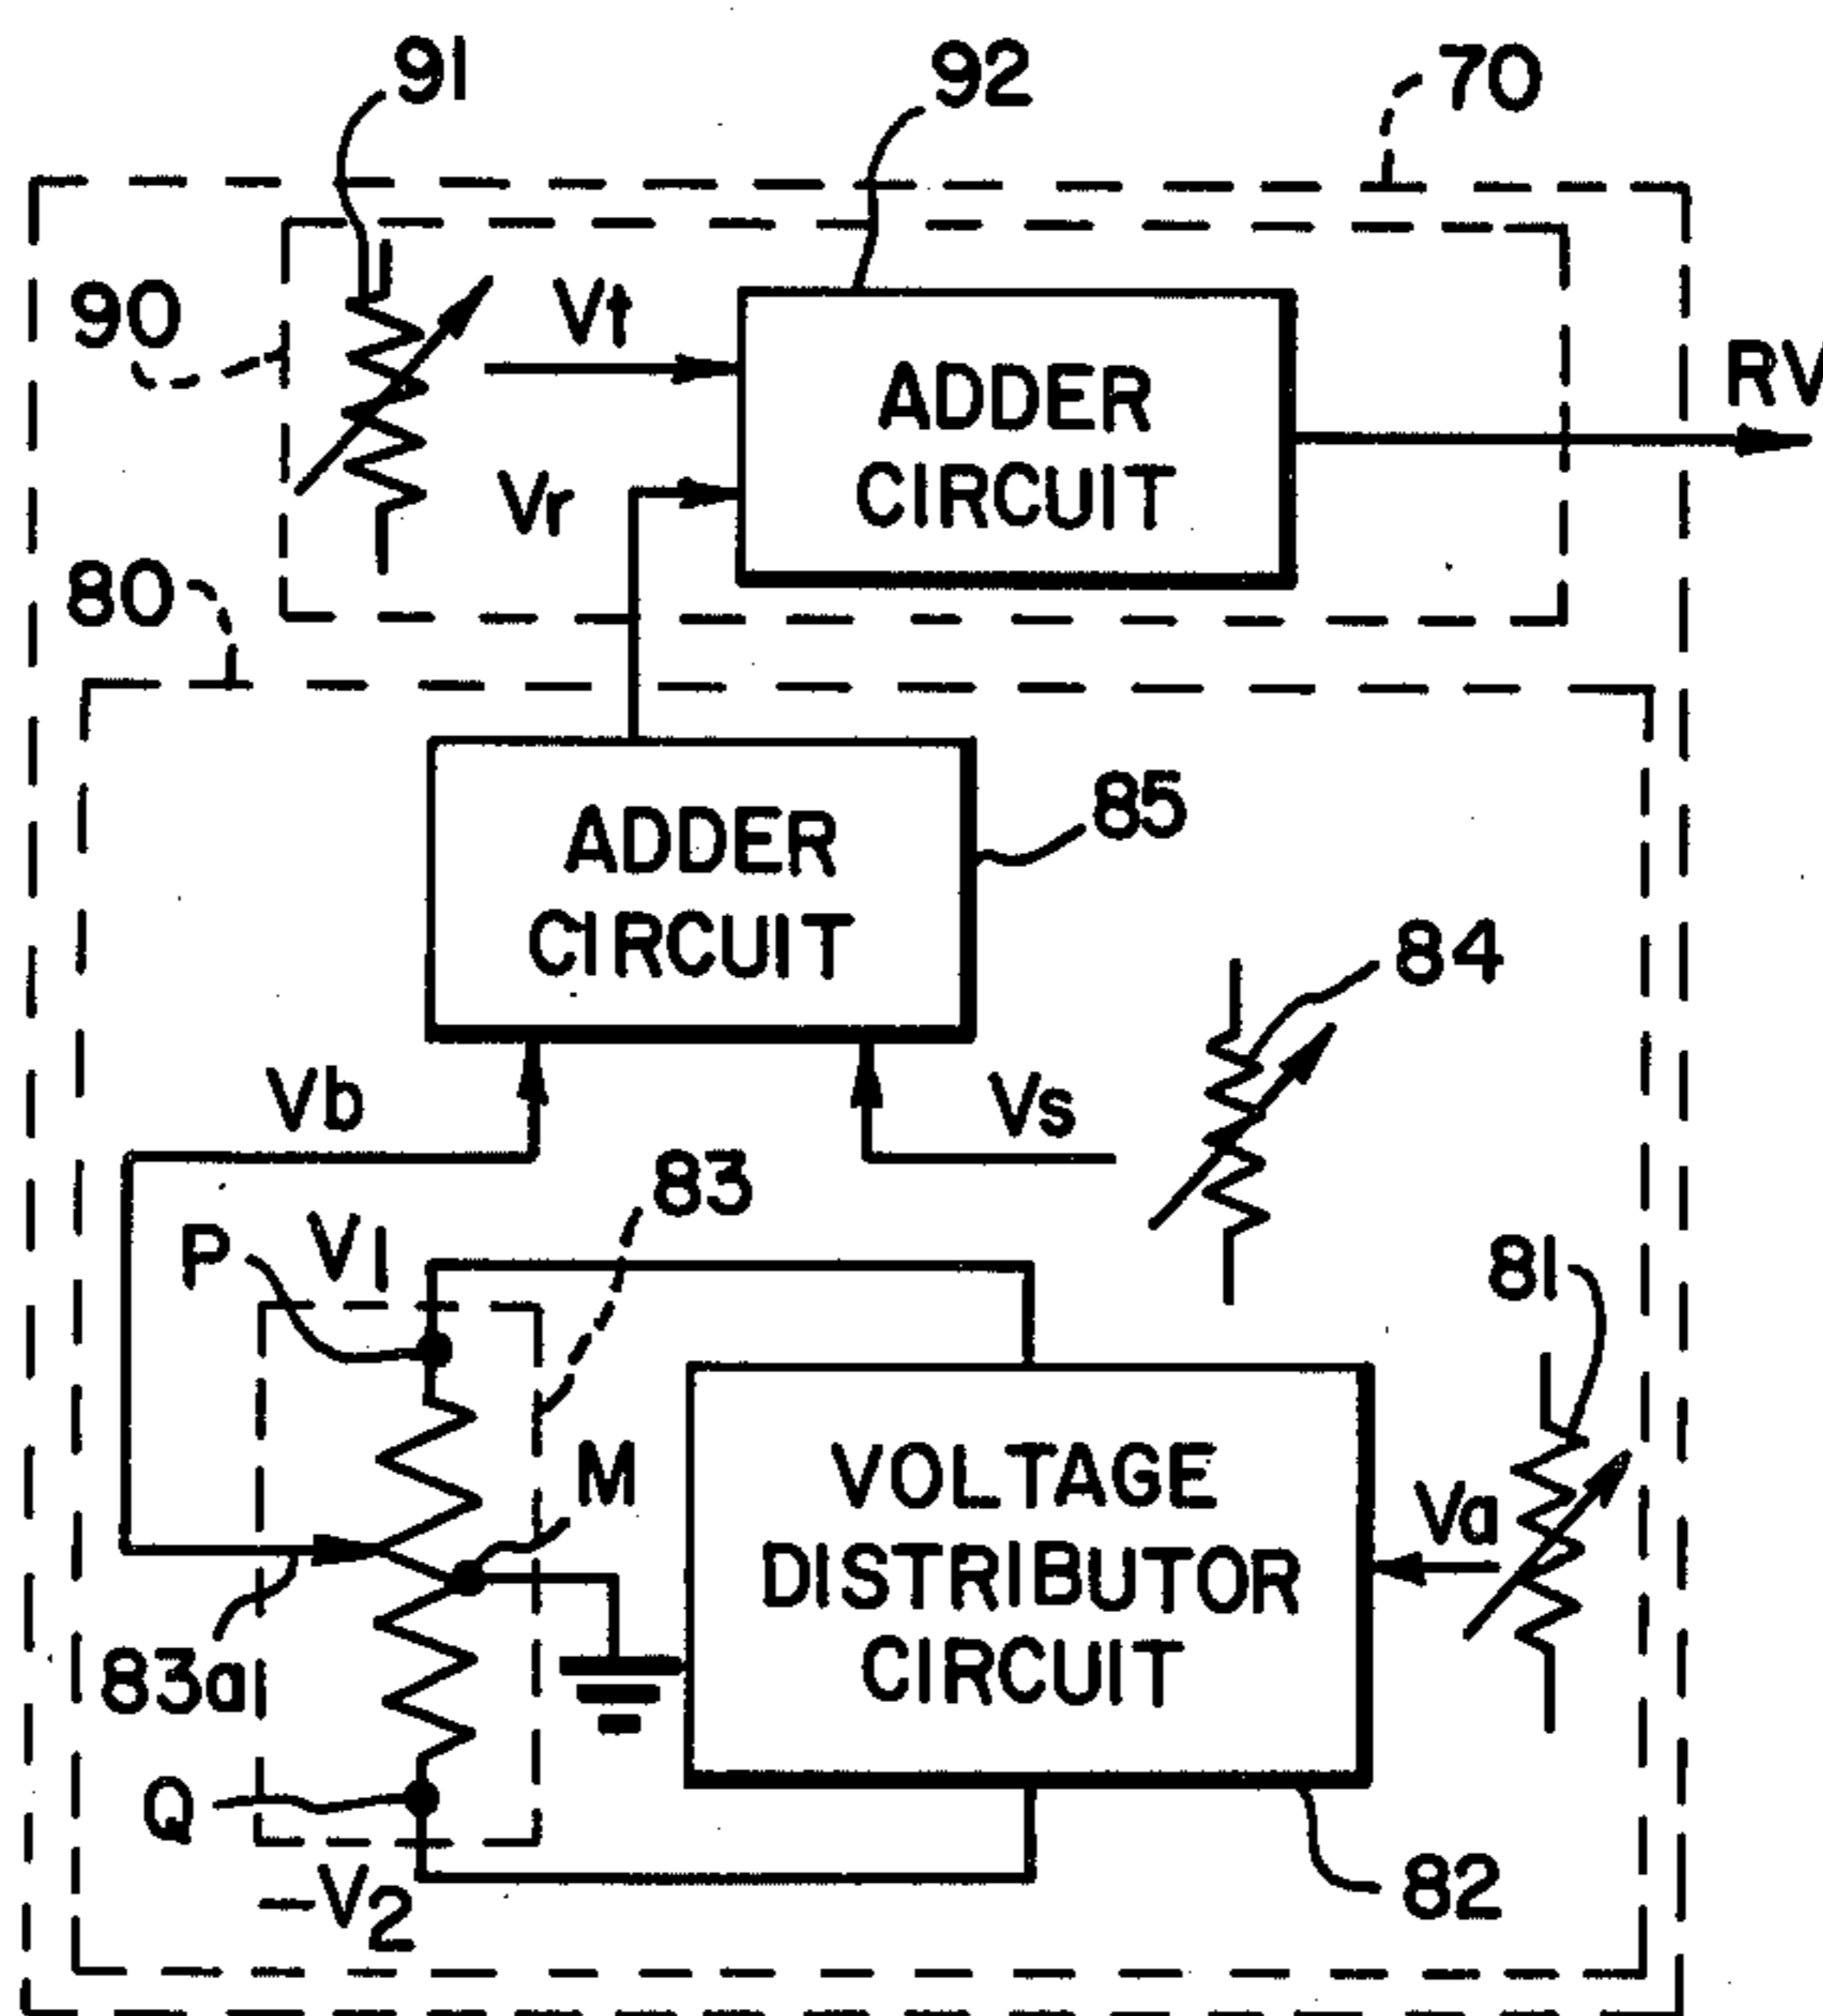 91
92
70
90
Vt
ADDER
CIRCUIT
RV
Vr
80
ADDER
CIRCUIT
85
84
Vb
Vs
83
P
V1
81
M
VOLTAGE
DISTRIBUTOR
CIRCUIT
Va
83a
Q
-V2
82